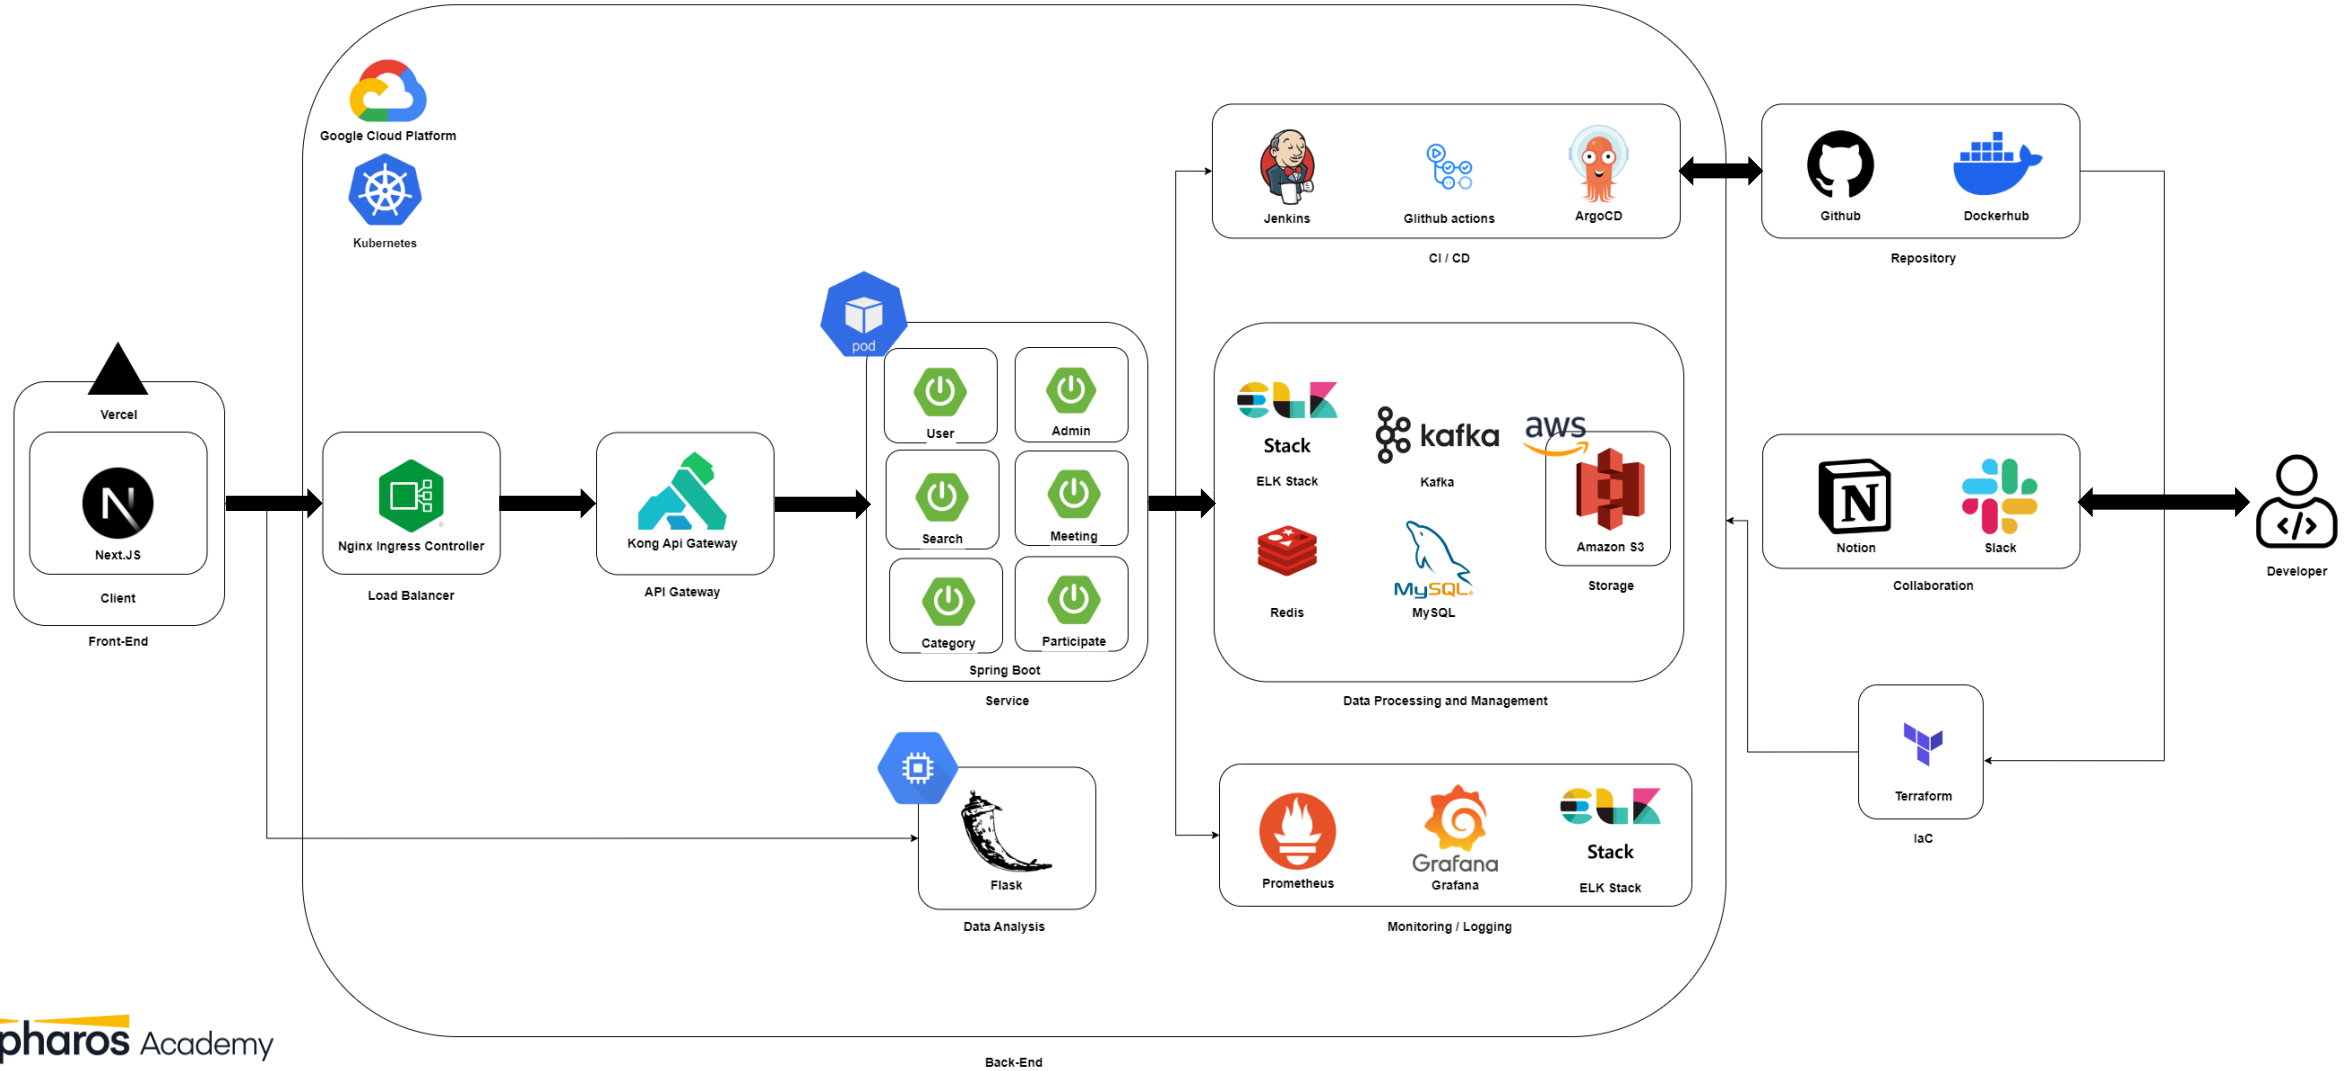 Google Cloud Platform
Kubernetes
Vercel
Next.JS
Client
Front-End
Nginx Ingress Controller
Load Balancer
Kong Api Gateway
API Gateway
pod
User
Admin
Search
Meeting
Category
Participate
Spring Boot
Service
Flask
Data Analysis
Jenkins
Glithub actions
ArgoCD
CI / CD
ELK
Stack
ELK Stack
kafka
Kafka
aws
Amazon S3
Storage
Redis
MySQL
MySQL
Data Processing and Management
Prometheus
Grafana
Grafana
ELK
Stack
ELK Stack
Monitoring / Logging
Github
Dockerhub
Repository
Notion
Slack
Collaboration
Developer
Terraform
IaC
pharos Academy
Back-End